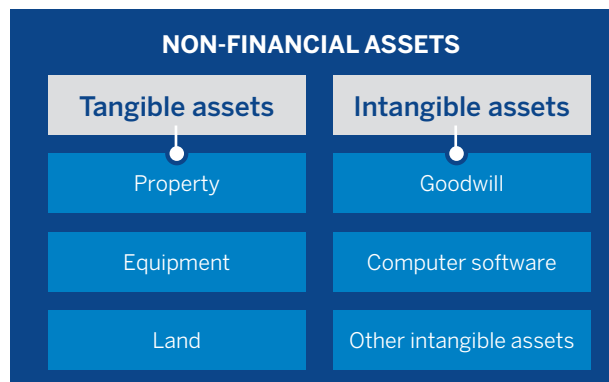 NON-FINANCIAL ASSETS
Tangible assets
Property
Equipment
Land
Intangible assets
Goodwill
Computer software
Other intangible assets